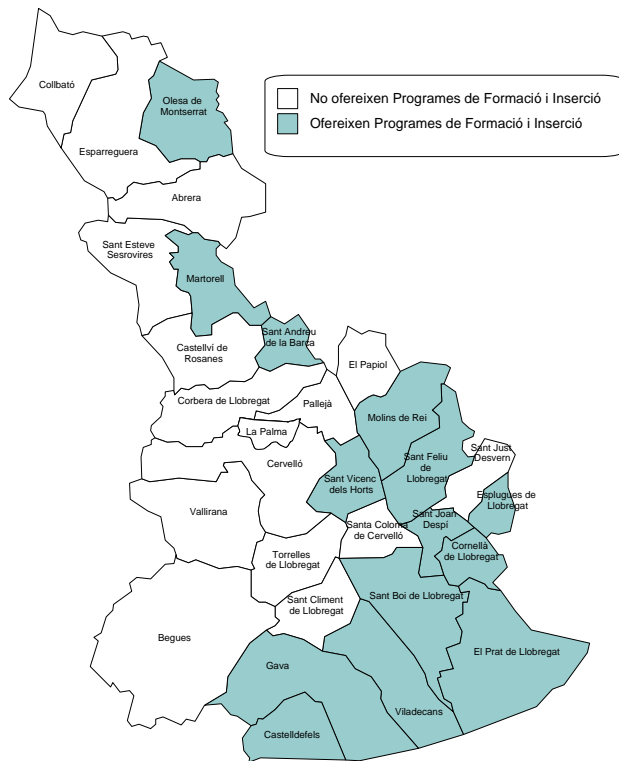 Collbató
Olesa de
Montserrat
Esparreguera
Abrera
No ofereixen Programes de Formació i Inserció
Ofereixen Programes de Formació i Inserció
Sant Esteve
Sesrovires
Martorell
Sant Andreu
de la Barca
Castellví de
Rosanes
El Papiol
Corbera de Llobregat
Pallejà
Molins de Rei
La Palma
Cervelló
Sant Feliu
de
Llobregat
Sant Just
Desvern
Sant Vicenc
dels Horts
Esplugues de
Llobregat
Vallirana
Sant Joan
Despí
Santa Coloma
de Cervelló
Cornellà
de Llobregat
Torrelles
de Llobregat
Sant Climent
de Llobregat
Sant Boi de Llobregat
Begues
El Prat de Llobregat
Gava
Viladecans
Castelldefels